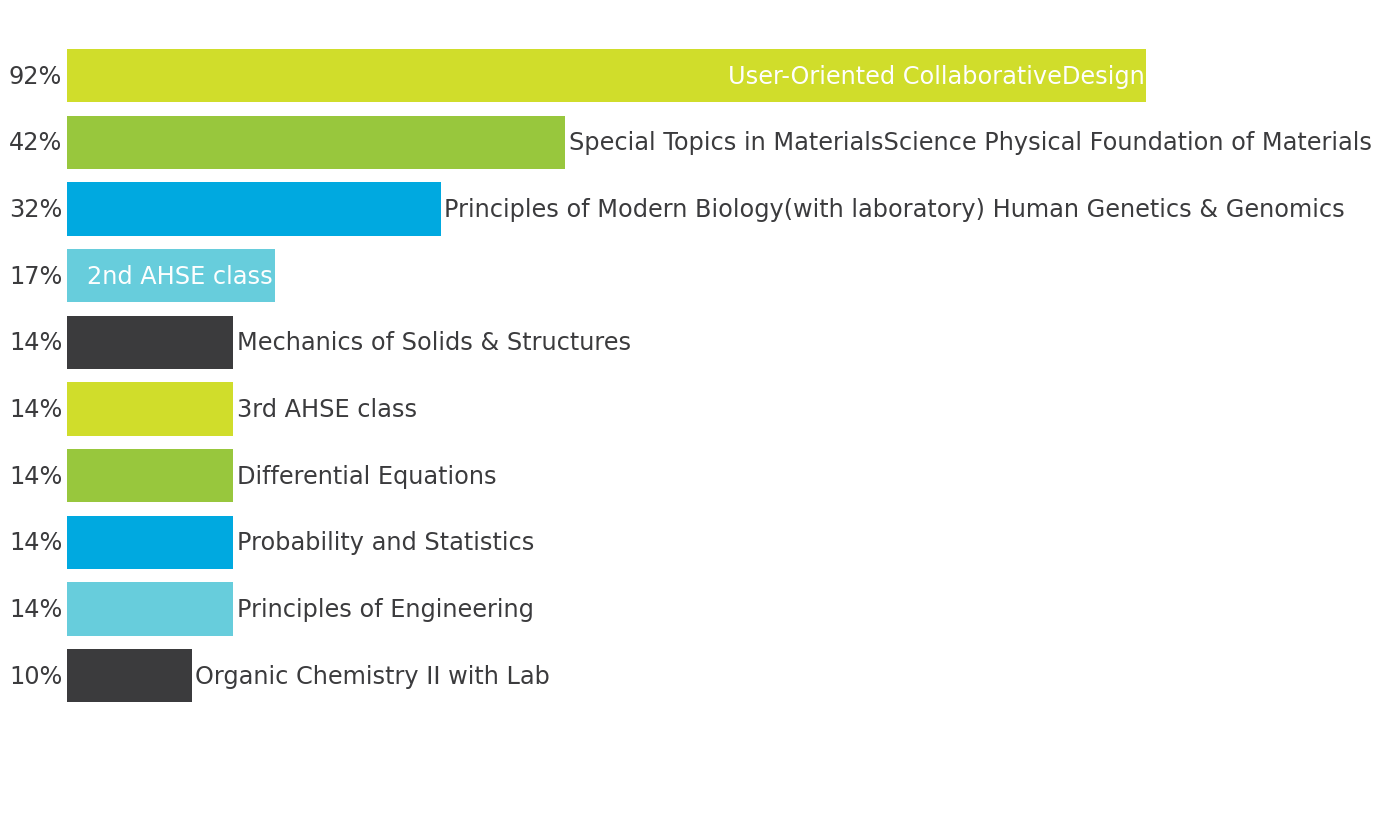 92% User-Oriented CollaborativeDesign
42% Special Topics in MaterialsScience Physical Foundation of Materials
32% Principles of Modern Biology(with laboratory) Human Genetics & Genomics
17% 2nd AHSE class
14% Mechanics of Solids & Structures
14% 3rd AHSE class
14% Differential Equations
14% Probability and Statistics
14% Principles of Engineering
10% Organic Chemistry II with Lab